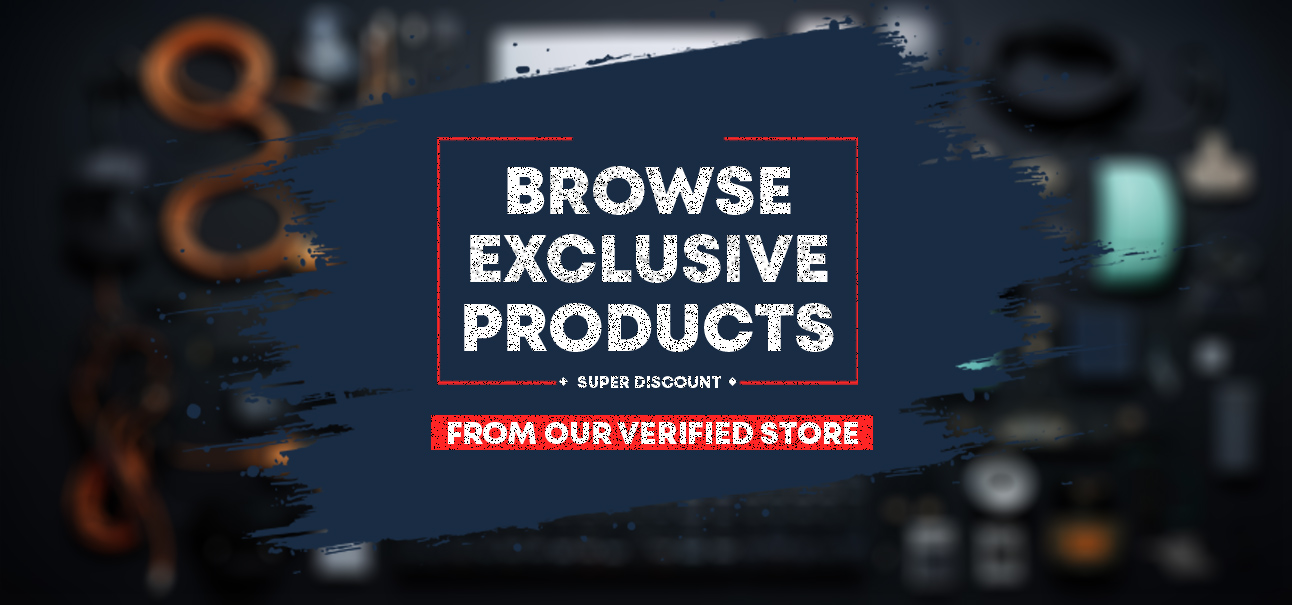 BROWSE
EXCLUSIVE
PRODUCTS
SUPER DISCOUNT
FROM OUR VERIFIED STORE